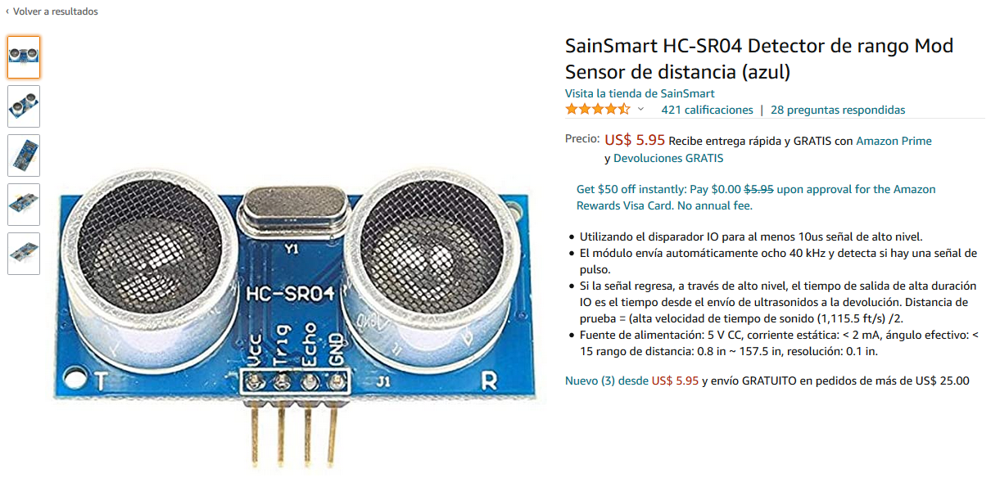 ‹ Volver a resultados
SainSmart HC-SR04 Detector de rango Mod
Sensor de distancia (azul)
Visita la tienda de SainSmart
421 calificaciones | 28 preguntas respondidas
Precio: US$ 5.95 Recibe entrega rápida y GRATIS con Amazon Prime
y Devoluciones GRATIS
Get $50 off instantly: Pay $0.00 $5.95 upon approval for the Amazon
Rewards Visa Card. No annual fee.
• Utilizando el disparador IO para al menos 10us señal de alto nivel.
• El módulo envía automáticamente ocho 40 kHz y detecta si hay una señal de
pulso.
• Si la señal regresa, a través de alto nivel, el tiempo de salida de alta duración
IO es el tiempo desde el envío de ultrasonidos a la devolución. Distancia de
prueba = (alta velocidad de tiempo de sonido (1,115.5 ft/s) /2.
• Fuente de alimentación: 5 V CC, corriente estática: < 2 mA, ángulo efectivo: <
15 rango de distancia: 0.8 in ~ 157.5 in, resolución: 0.1 in.
Nuevo (3) desde US$ 5.95 y envío GRATUITO en pedidos de más de US$ 25.00
Y1
HC-SR04
Vcc
Trig
Echo
GND
T
J1
R